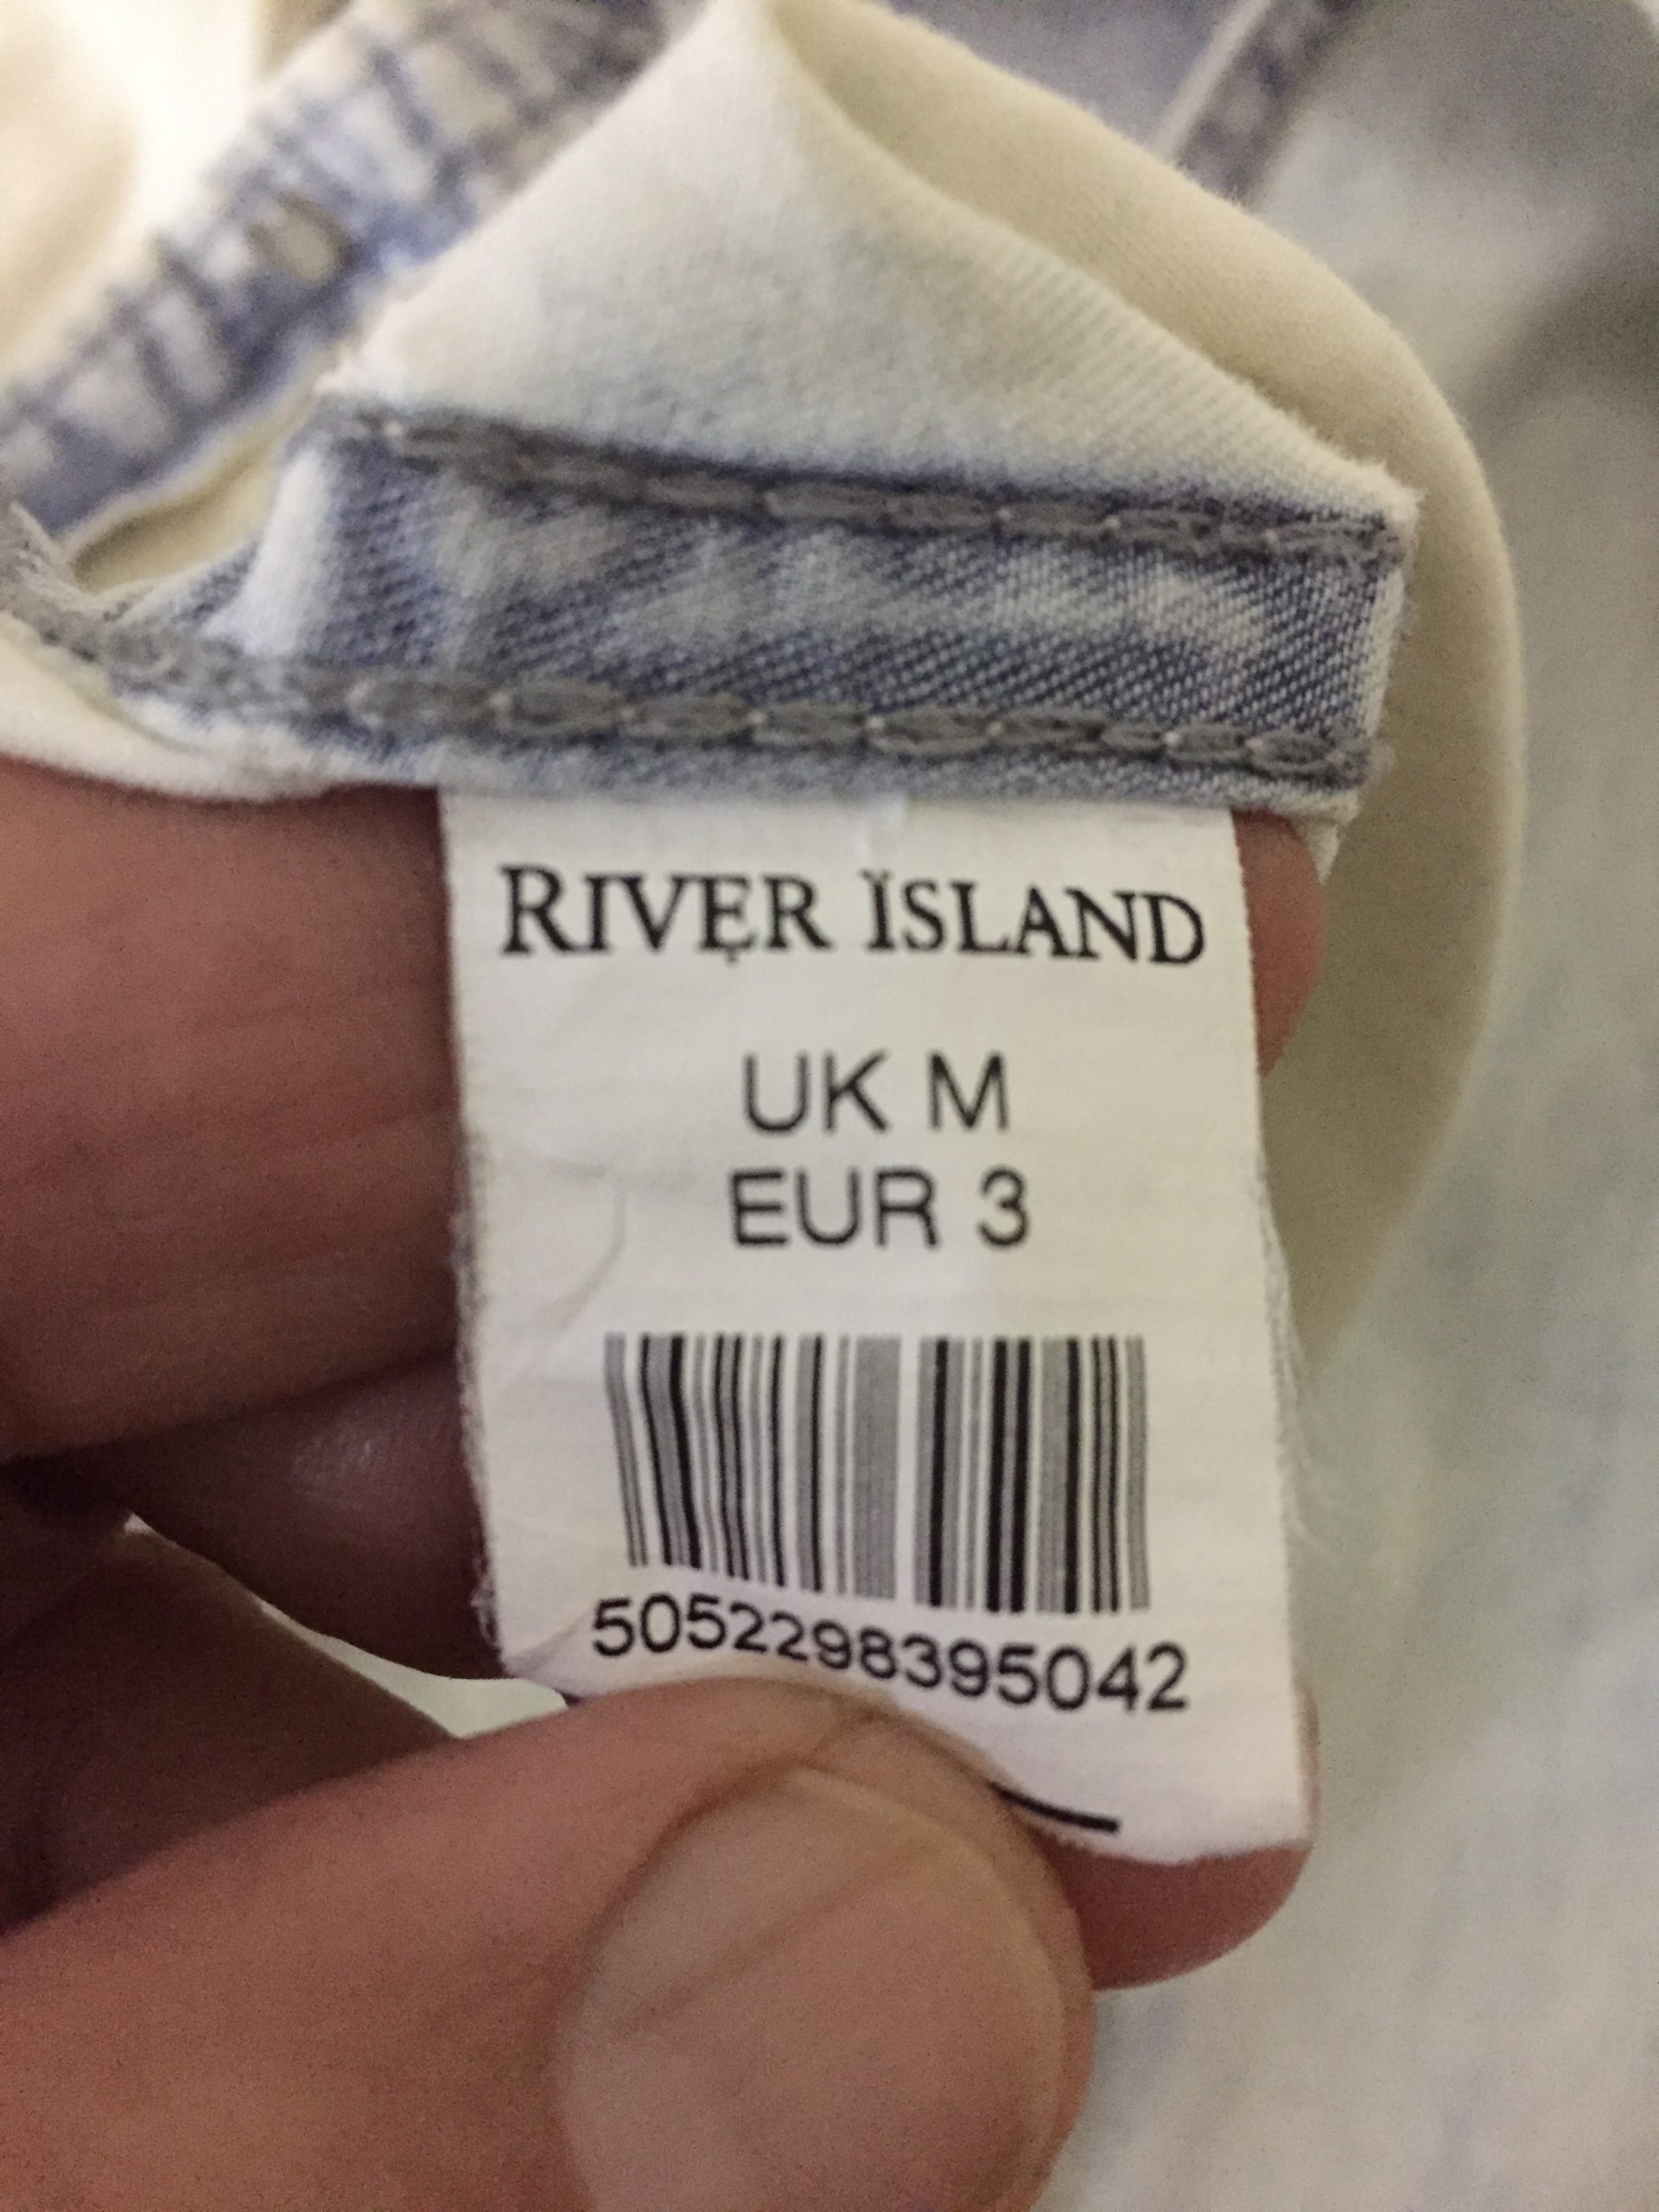 RIVER ISLAND
UK M
EUR 3
5052298395042